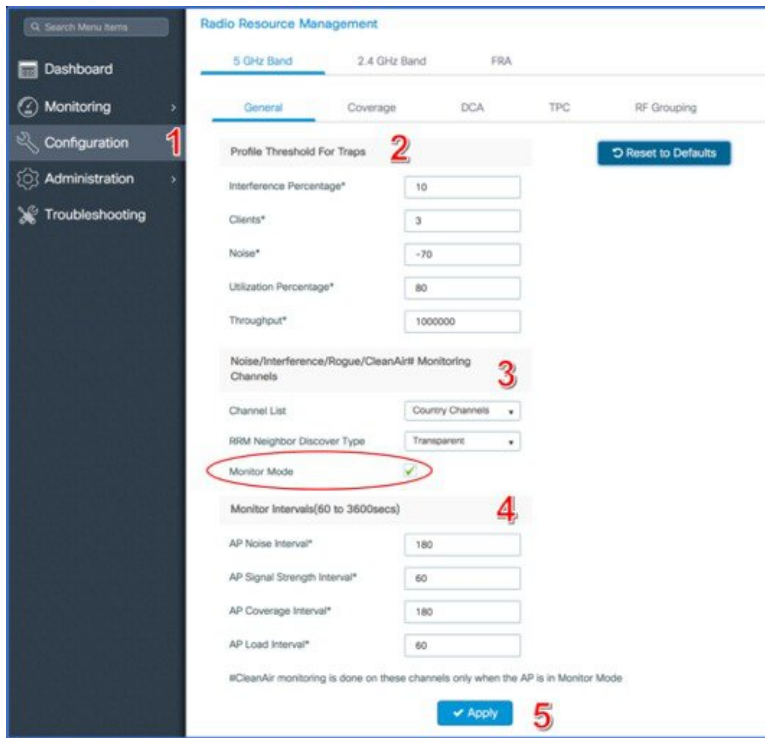 Search Menu Items
Dashboard
Monitoring
Configuration
1
Administration
Troubleshooting
Radio Resource Management
5 GHz Band 2.4 GHz Band FRA
General Coverage DCA TPC RF Grouping
Profile Threshold For Traps 2
Reset to Defaults
Interference Percentage* 10
Clients* 3
Noise* -70
Utilization Percentage* 80
Throughput* 1000000
Noise/Interference/Rogue/CleanAir# Monitoring
Channels
3
Channel List Country Channels
RRM Neighbor Discover Type Transparent
Monitor Mode
Monitor Intervals(60 to 3600secs) 4
AP Noise Interval* 180
AP Signal Strength Interval* 60
AP Coverage Interval* 180
AP Load Interval* 60
#CleanAir monitoring is done on these channels only when the AP is in Monitor Mode
Apply 5